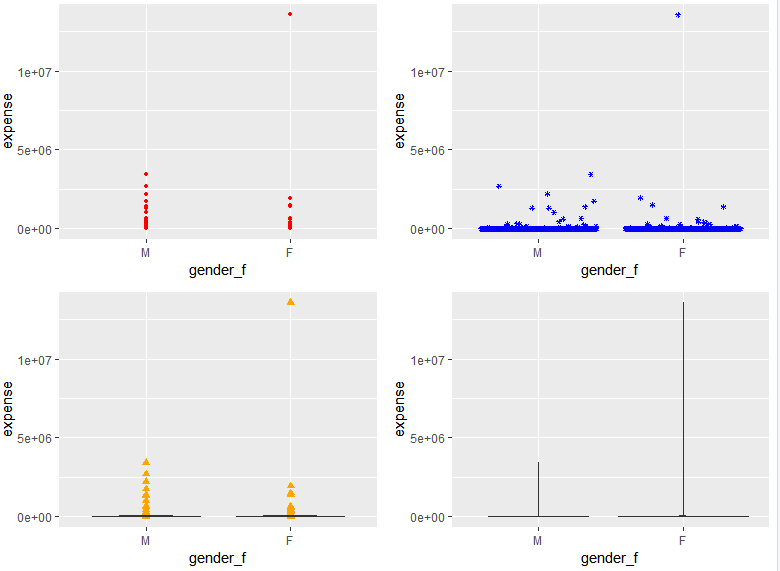 expense
1e+07
5e+06
0e+00
M F
gender_f
expense
1e+07
5e+06
0e+00
M F
gender_f
expense
1e+07
5e+06
0e+00
M F
gender_f
expense
1e+07
5e+06
0e+00
M F
gender_f